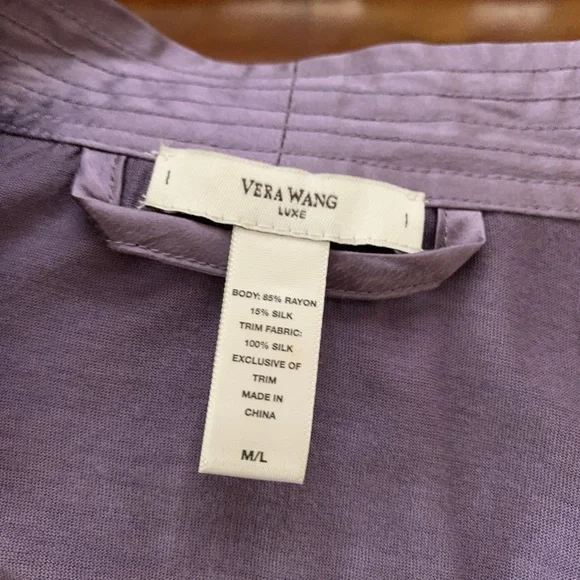 VERA WANG
LUXE
BODY: 85% RAYON
15% SILK
TRIM FABRIC:
100% SILK
EXCLUSIVE OF
TRIM
MADE IN
CHINA
M/L